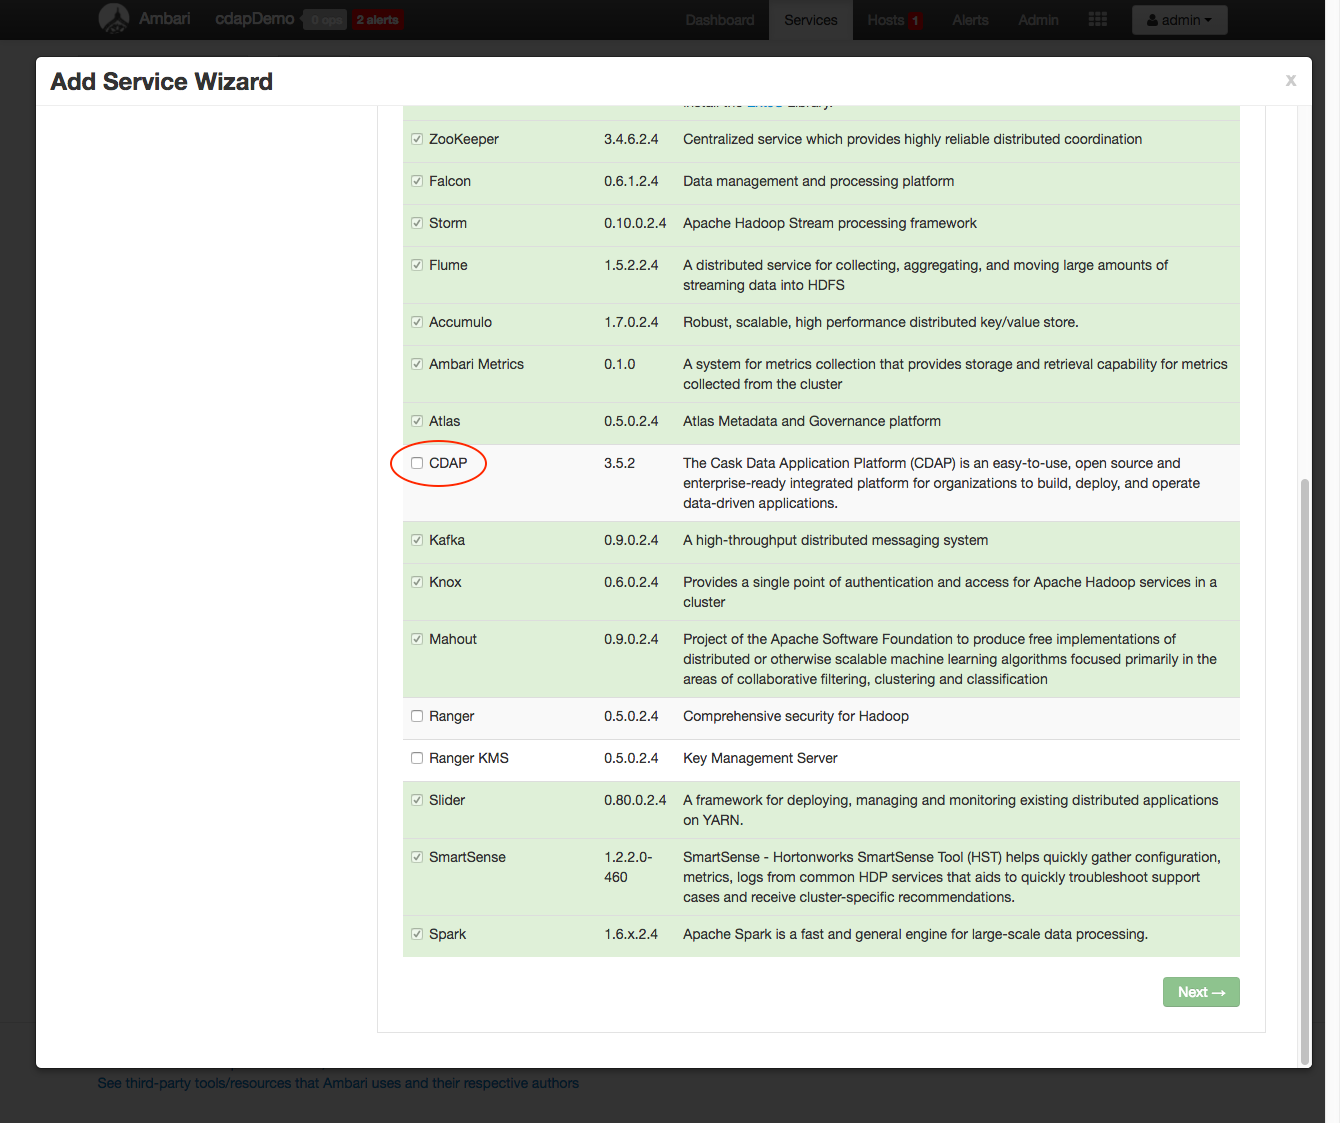 Ambari cdapDemo 0 ops 2 alerts Dashboard Services Hosts 1 Alerts Admin admin
Add Service Wizard x
ZooKeeper 3.4.6.2.4 Centralized service which provides highly reliable distributed coordination
Falcon 0.6.1.2.4 Data management and processing platform
Storm 0.10.0.2.4 Apache Hadoop Stream processing framework
Flume 1.5.2.2.4 A distributed service for collecting, aggregating, and moving large amounts of
streaming data into HDFS
Accumulo 1.7.0.2.4 Robust, scalable, high performance distributed key/value store.
Ambari Metrics 0.1.0 A system for metrics collection that provides storage and retrieval capability for metrics
collected from the cluster
Atlas 0.5.0.2.4 Atlas Metadata and Governance platform
CDAP 3.5.2 The Cask Data Application Platform (CDAP) is an easy-to-use, open source and
enterprise-ready integrated platform for organizations to build, deploy, and operate
data-driven applications.
Kafka 0.9.0.2.4 A high-throughput distributed messaging system
Knox 0.6.0.2.4 Provides a single point of authentication and access for Apache Hadoop services in a
cluster
Mahout 0.9.0.2.4 Project of the Apache Software Foundation to produce free implementations of
distributed or otherwise scalable machine learning algorithms focused primarily in the
areas of collaborative filtering, clustering and classification
Ranger 0.5.0.2.4 Comprehensive security for Hadoop
Ranger KMS 0.5.0.2.4 Key Management Server
Slider 0.80.0.2.4 A framework for deploying, managing and monitoring existing distributed applications
on YARN.
SmartSense 1.2.2.0- SmartSense - Hortonworks SmartSense Tool (HST) helps quickly gather configuration,
460 metrics, logs from common HDP services that aids to quickly troubleshoot support
cases and receive cluster-specific recommendations.
Spark 1.6.x.2.4 Apache Spark is a fast and general engine for large-scale data processing.
Next →
See third-party tools/resources that Ambari uses and their respective authors